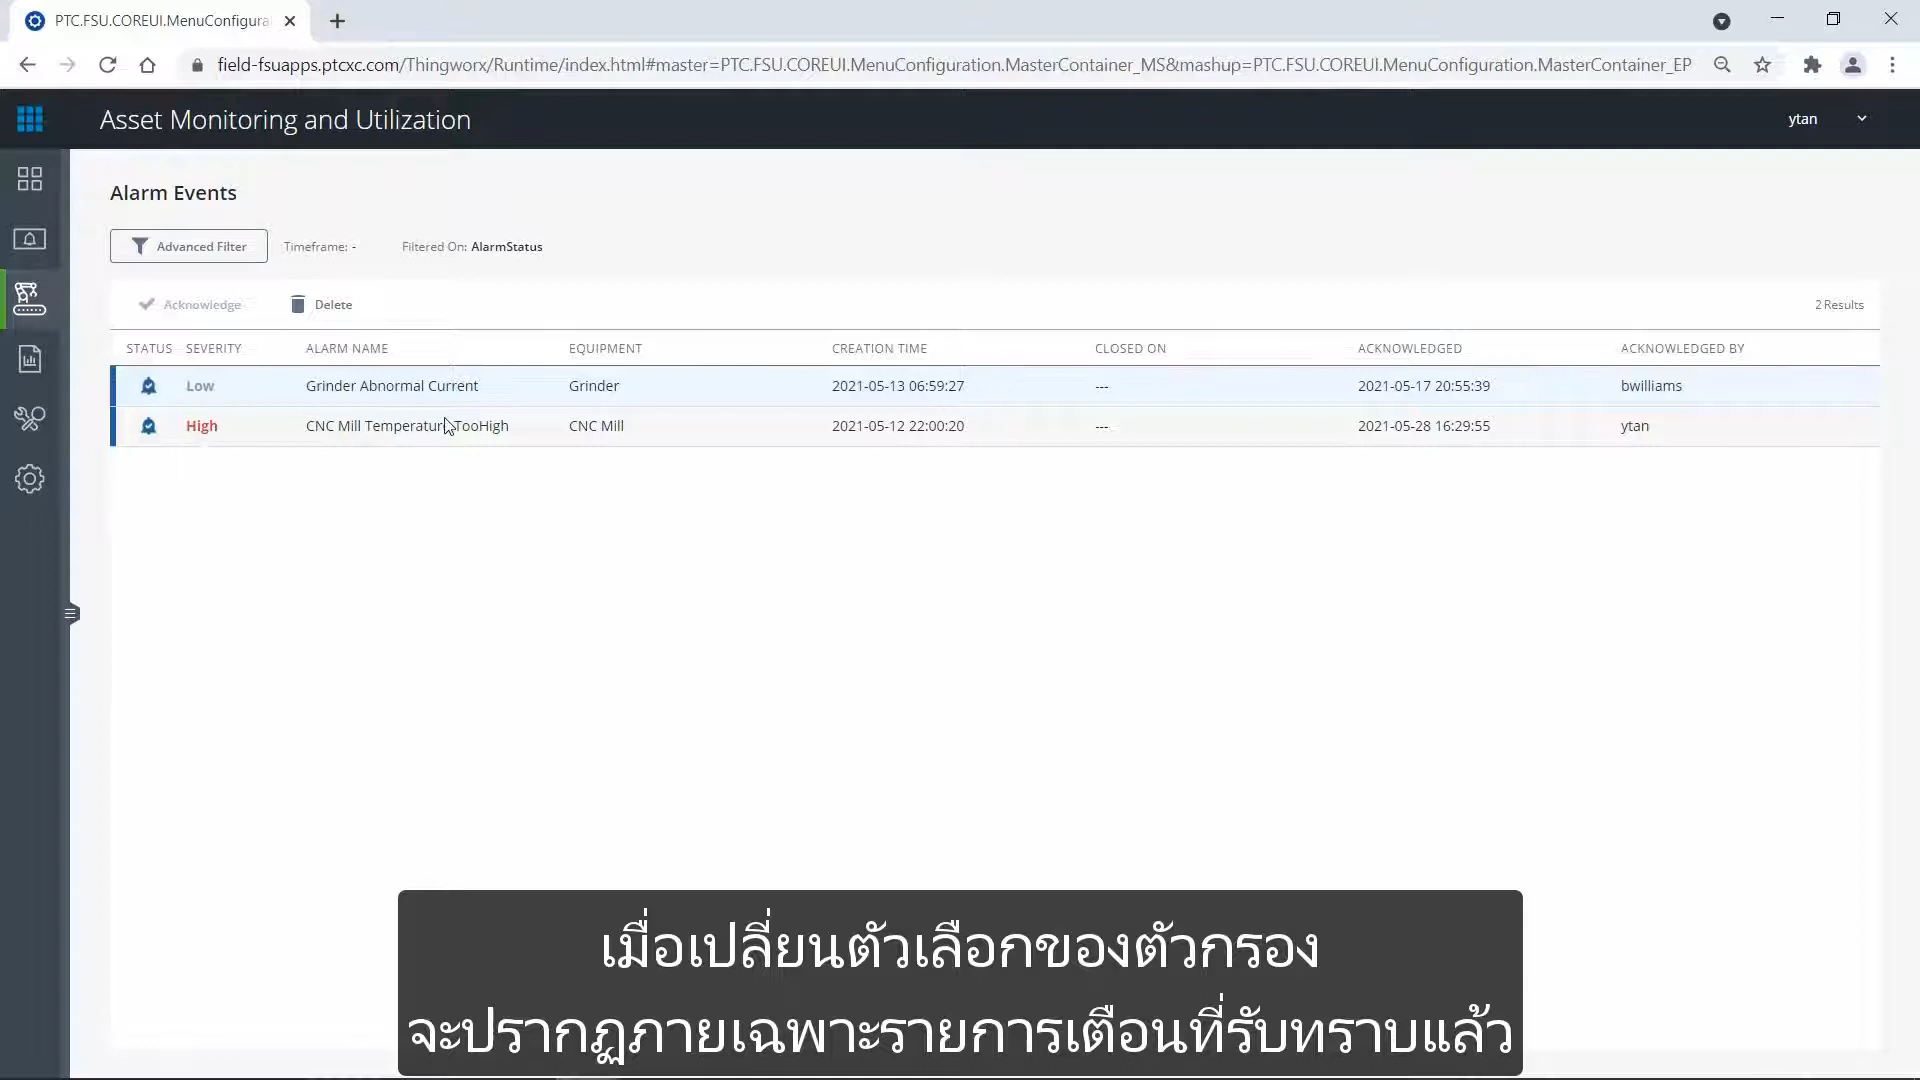 PTC.FSU.COREUI.MenuConfigura
field-fsuapps.ptcxc.com/Thingworx/Runtime/index.html#master=PTC.FSU.COREUI.MenuConfiguration.MasterContainer_MS&mashup=PTC.FSU.COREUI.MenuConfiguration.MasterContainer_EP
Asset Monitoring and Utilization
ytan
Alarm Events
Advanced Filter Timeframe: - Filtered On: AlarmStatus
Acknowledge Delete 2 Results
STATUS SEVERITY ALARM NAME EQUIPMENT CREATION TIME CLOSED ON ACKNOWLEDGED ACKNOWLEDGED BY
Low Grinder Abnormal Current Grinder 2021-05-13 06:59:27 --- 2021-05-17 20:55:39 bwilliams
High CNC Mill TemperatureTooHigh CNC Mill 2021-05-12 22:00:20 --- 2021-05-28 16:29:55 ytan
เมื่อเปลี่ยนตัวเลือกของตัวกรอง
จะปรากฏภายเฉพาะรายการเตือนที่รับทราบแล้ว